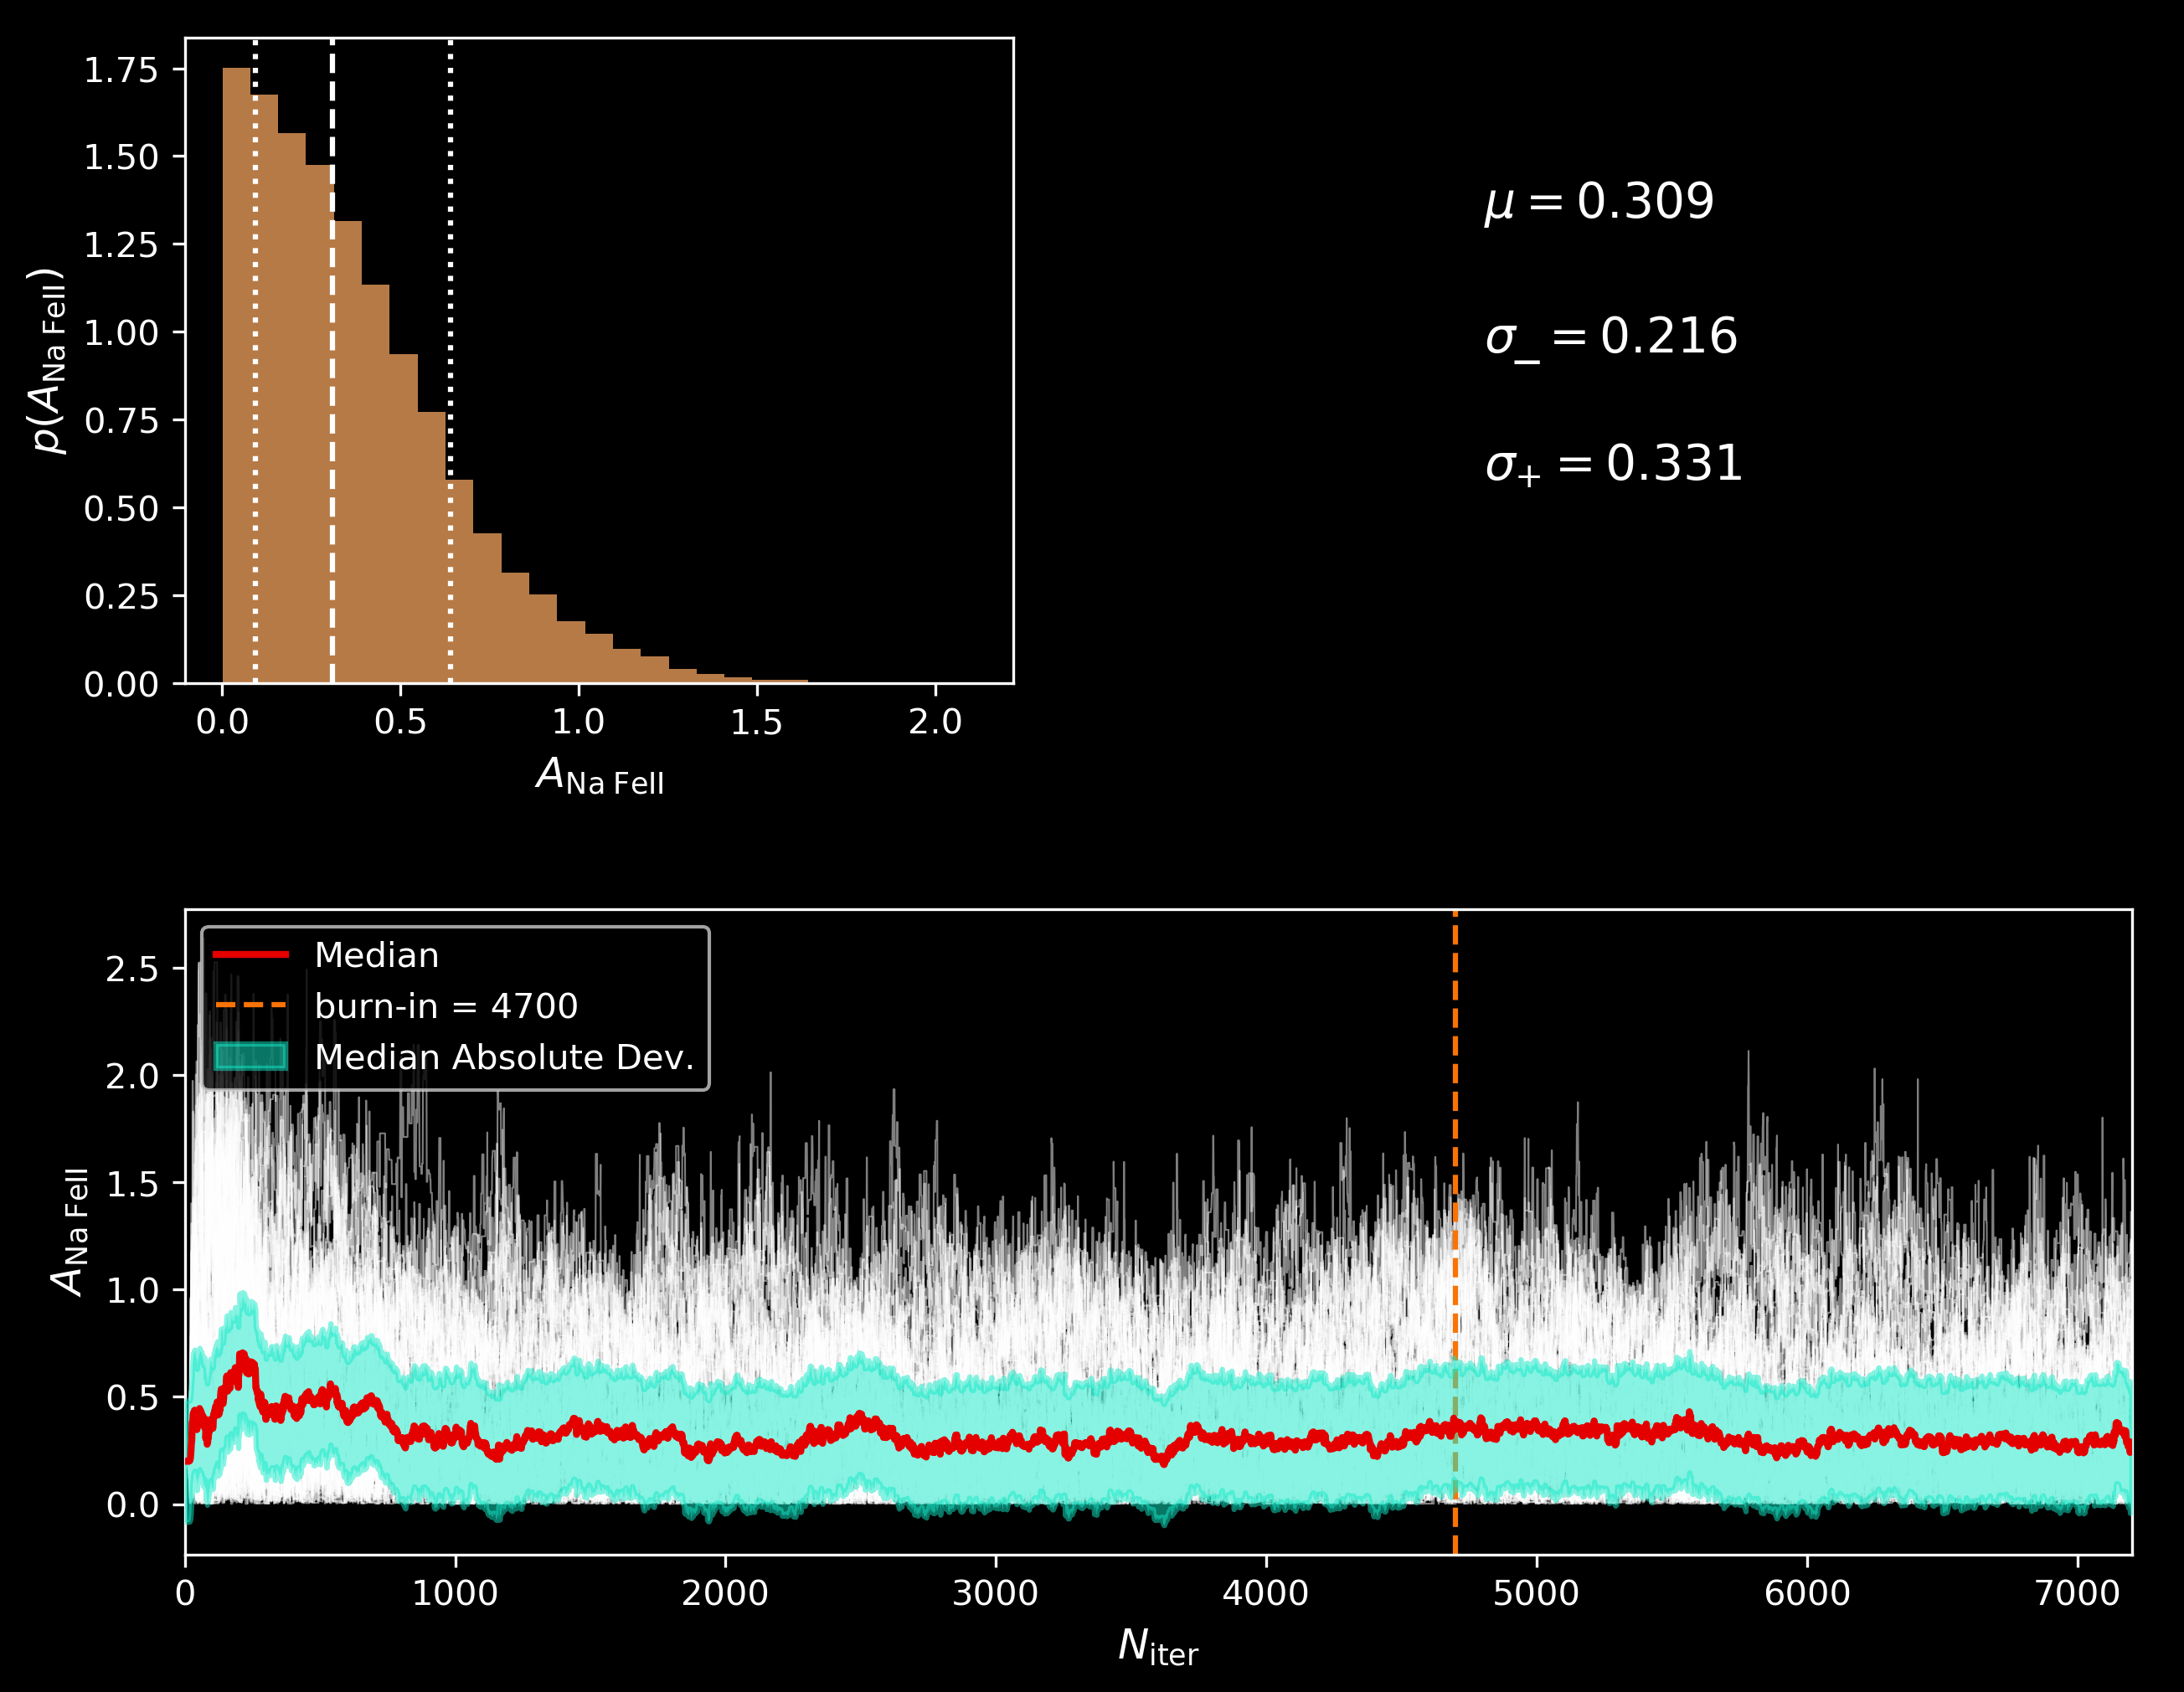 1.75
1.50
1.25
1.00
0.75
0.50
0.25
0.00
p(A_Na FeII)
0.0 0.5 1.0 1.5 2.0
A_Na FeII
μ = 0.309
σ_− = 0.216
σ_+ = 0.331
Median
burn-in = 4700
Median Absolute Dev.
2.5
2.0
1.5
1.0
0.5
0.0
A_Na FeII
0 1000 2000 3000 4000 5000 6000 7000
N_iter